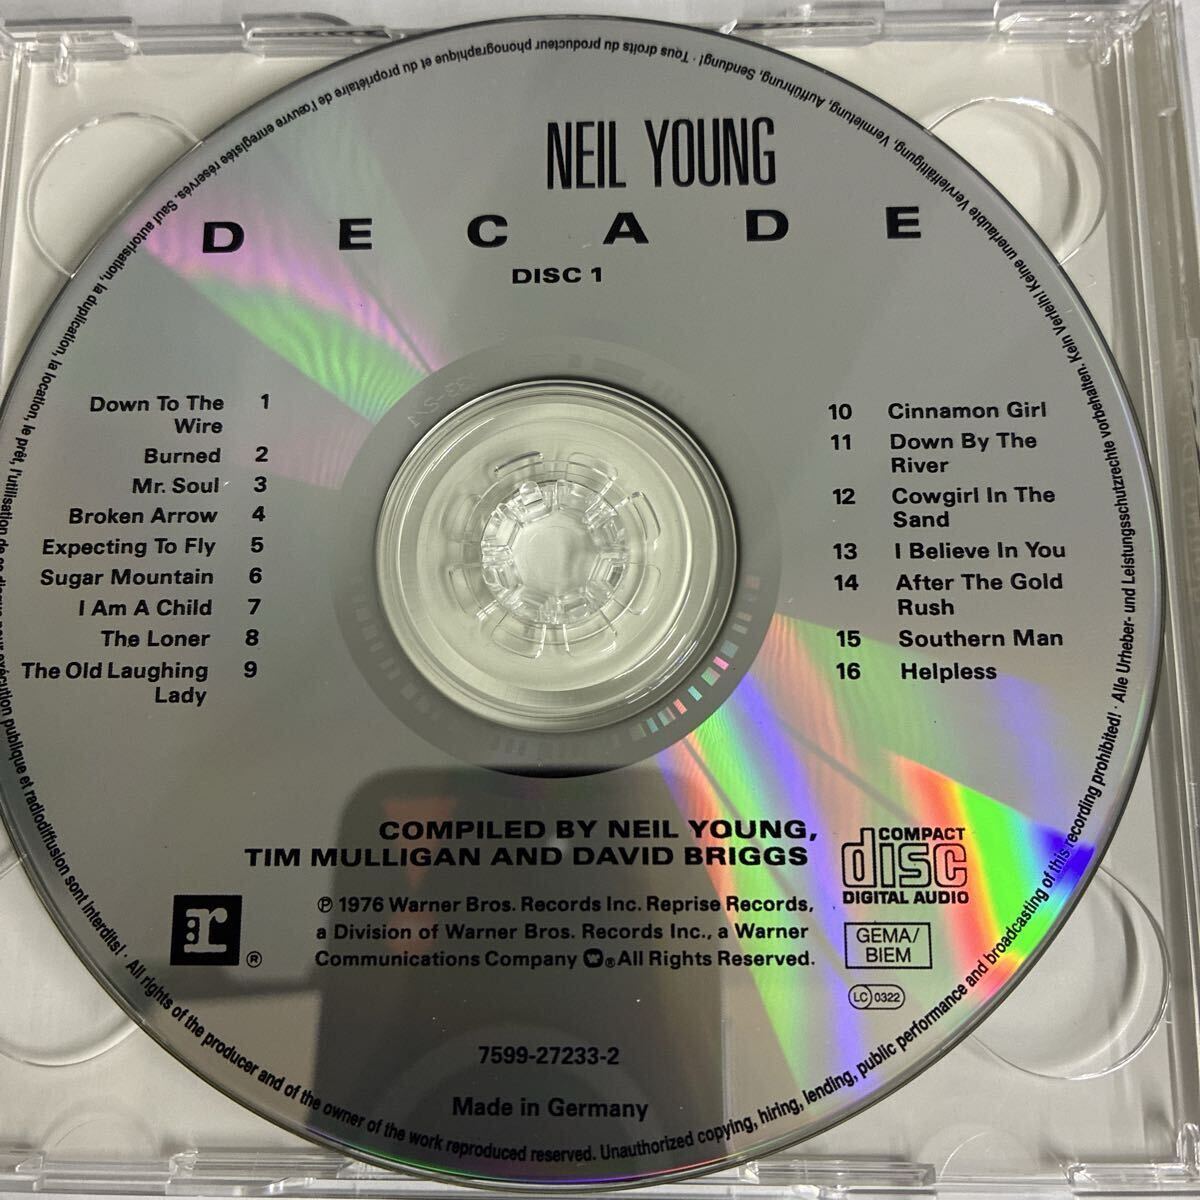 NEIL YOUNG
DECADE
DISC 1
Down To The 1
Wire
Burned 2
Mr. Soul 3
Broken Arrow 4
Expecting To Fly 5
Sugar Mountain 6
I Am A Child 7
The Loner 8
The Old Laughing 9
Lady
10 Cinnamon Girl
11 Down By The
River
12 Cowgirl In The
Sand
13 I Believe In You
14 After The Gold
Rush
15 Southern Man
16 Helpless
COMPILED BY NEIL YOUNG,
TIM MULLIGAN AND DAVID BRIGGS
℗ 1976 Warner Bros. Records Inc. Reprise Records,
a Division of Warner Bros. Records Inc., a Warner
Communications Company ® All Rights Reserved.
r ®
COMPACT
disc
DIGITAL AUDIO
GEMA/
BIEM
LC 0322
7599-27233-2
Made in Germany
All rights of the producer and of the owner of the work reproduced reserved. Unauthorized copying, hiring, lending, public performance and broadcasting of this recording prohibited! · Alle Urheber- und Leistungsschutzrechte vorbehalten. Kein Verleih! Keine unerlaubte Vervielfältigung, Vermietung, Aufführung, Sendung! · Tous droits du producteur phonographique et du propriétaire de l'œuvre enregistrée réservés. Sauf autorisation, la duplication, la location, le prêt, l'utilisation de ce disque pour exécution publique et radiodiffusion sont interdits! ·